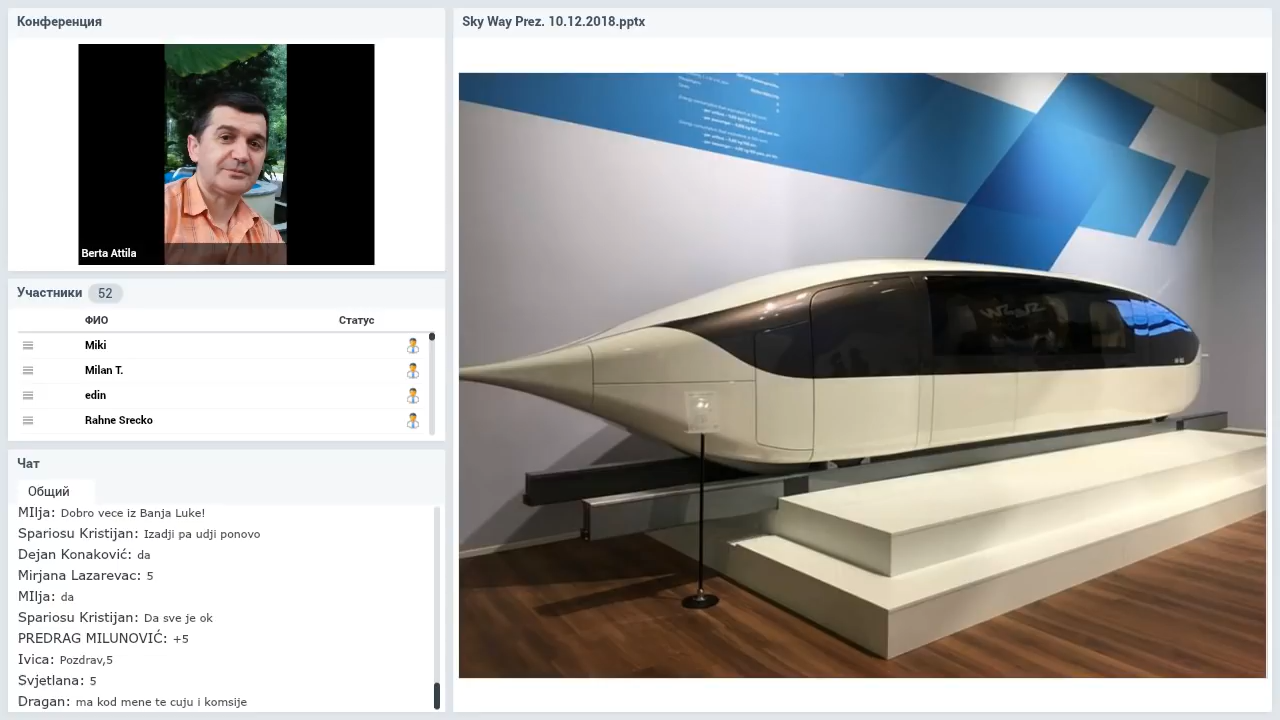 Конференция
Berta Attila
Участники 52
ФИО Статус
Miki
Milan T.
edin
Rahne Srecko
Чат
Общий
MIlja: Dobro vece iz Banja Luke!
Spariosu Kristijan: Izadji pa udji ponovo
Dejan Konaković: da
Mirjana Lazarevac: 5
MIlja: da
Spariosu Kristijan: Da sve je ok
PREDRAG MILUNOVIĆ: +5
Ivica: Pozdrav,5
Svjetlana: 5
Dragan: ma kod mene te cuju i komsije
Sky Way Prez. 10.12.2018.pptx